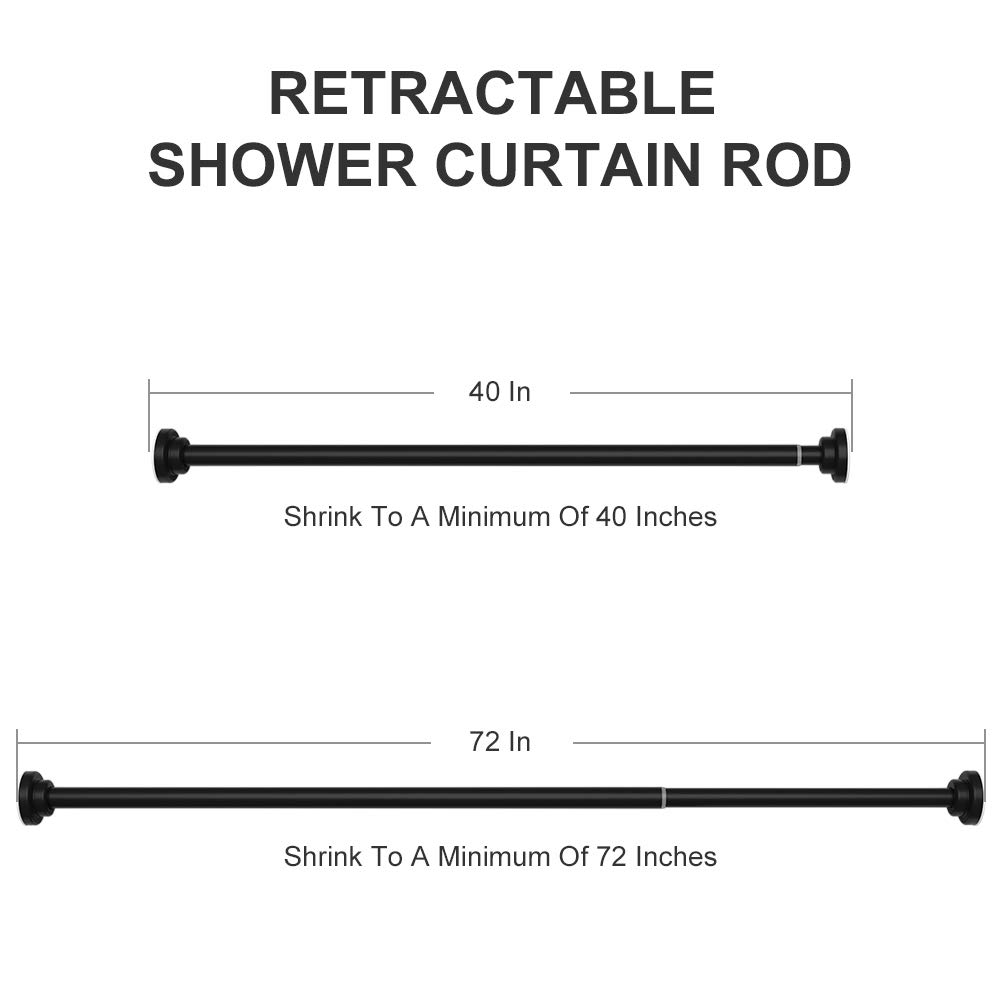 RETRACTABLE
SHOWER CURTAIN ROD
40 In
Shrink To A Minimum Of 40 Inches
72 In
Shrink To A Minimum Of 72 Inches